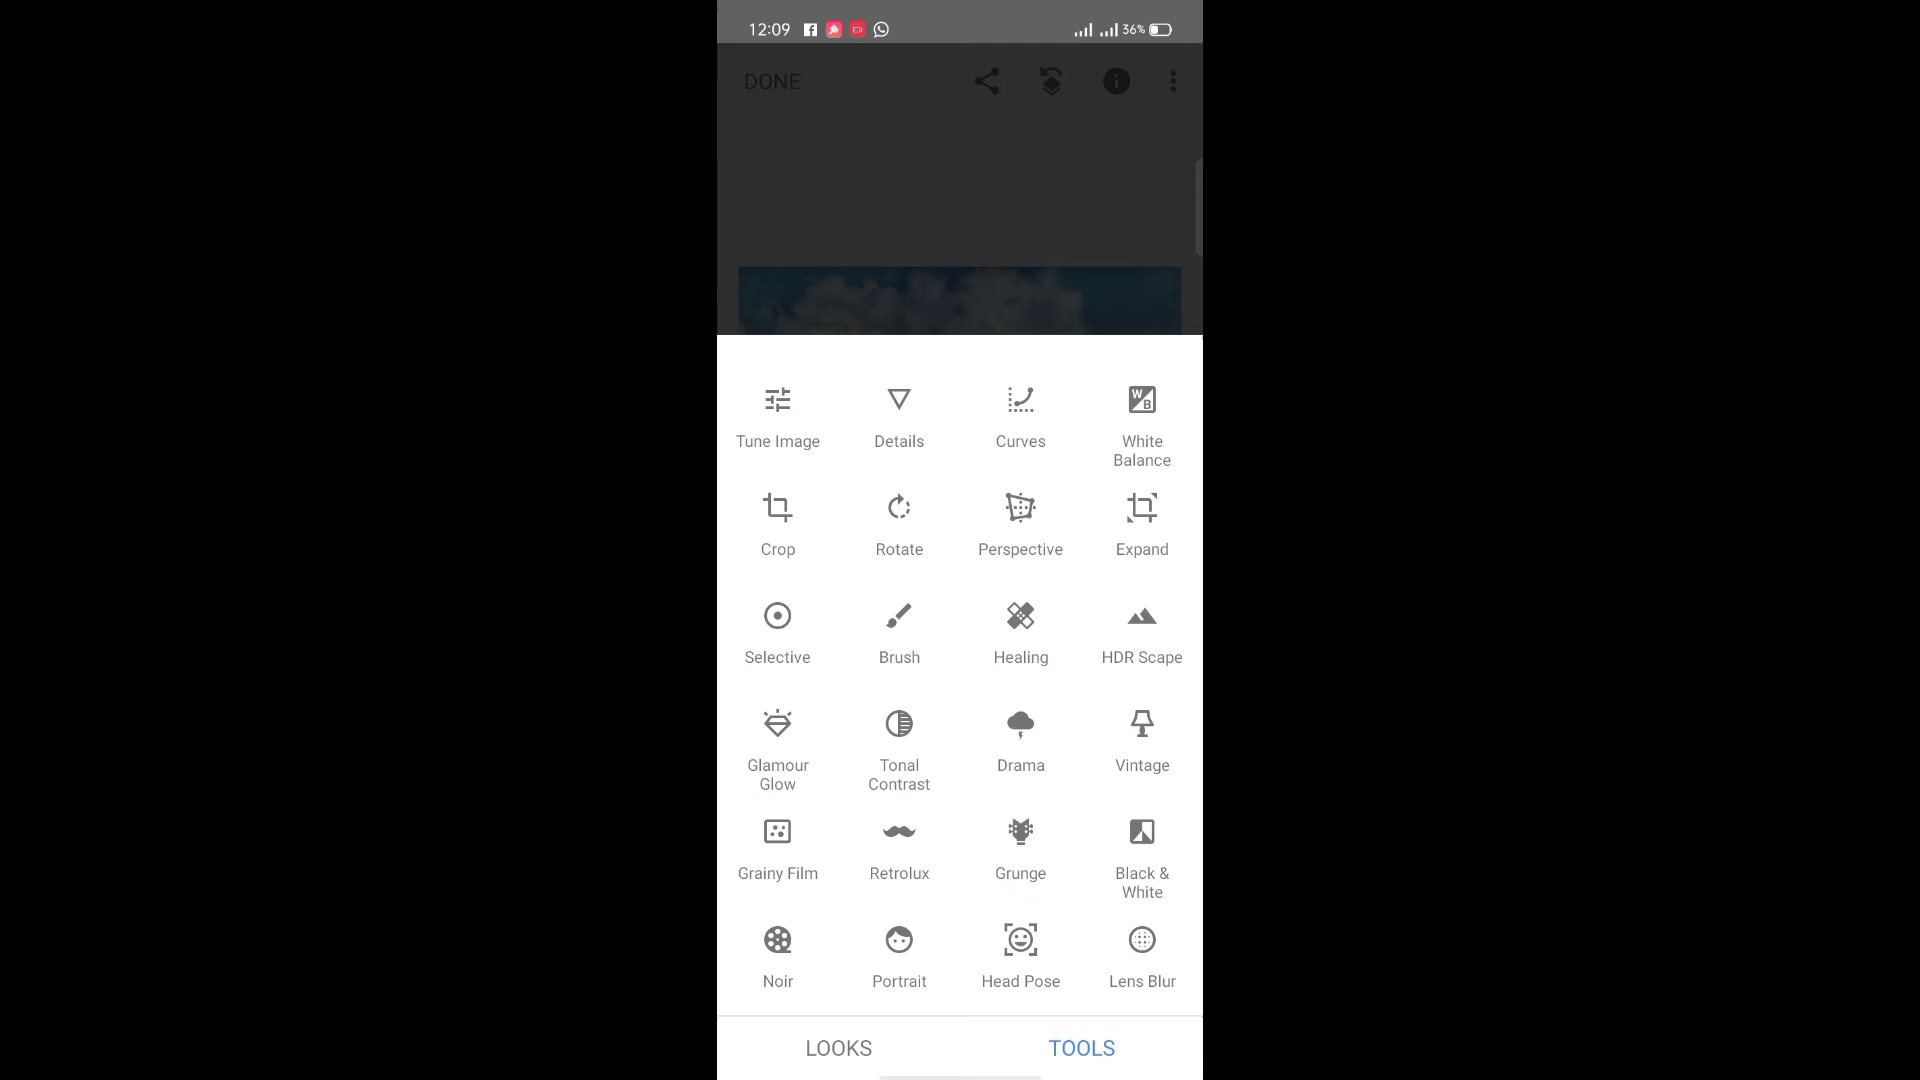 12:09
36%
DONE
Tune Image
Details
Curves
White
Balance
Crop
Rotate
Perspective
Expand
Selective
Brush
Healing
HDR Scape
Glamour
Glow
Tonal
Contrast
Drama
Vintage
Grainy Film
Retrolux
Grunge
Black &
White
Noir
Portrait
Head Pose
Lens Blur
LOOKS
TOOLS